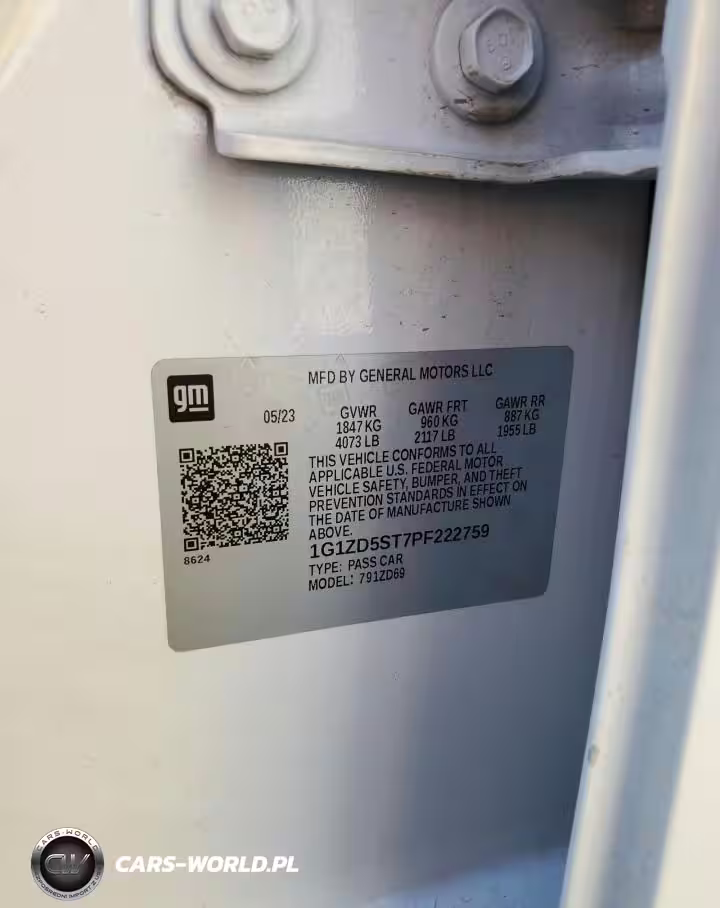 MFD BY GENERAL MOTORS LLC
gm
05/23
GVWR GAWR FRT GAWR RR
1847 KG 960 KG 887 KG
4073 LB 2117 LB 1955 LB
THIS VEHICLE CONFORMS TO ALL
APPLICABLE U.S. FEDERAL MOTOR
VEHICLE SAFETY, BUMPER, AND THEFT
PREVENTION STANDARDS IN EFFECT ON
THE DATE OF MANUFACTURE SHOWN
ABOVE.
1G1ZD5ST7PF222759
8624
TYPE: PASS CAR
MODEL: 791ZD69
CARS-WORLD
CW
CARS-WORLD.PL